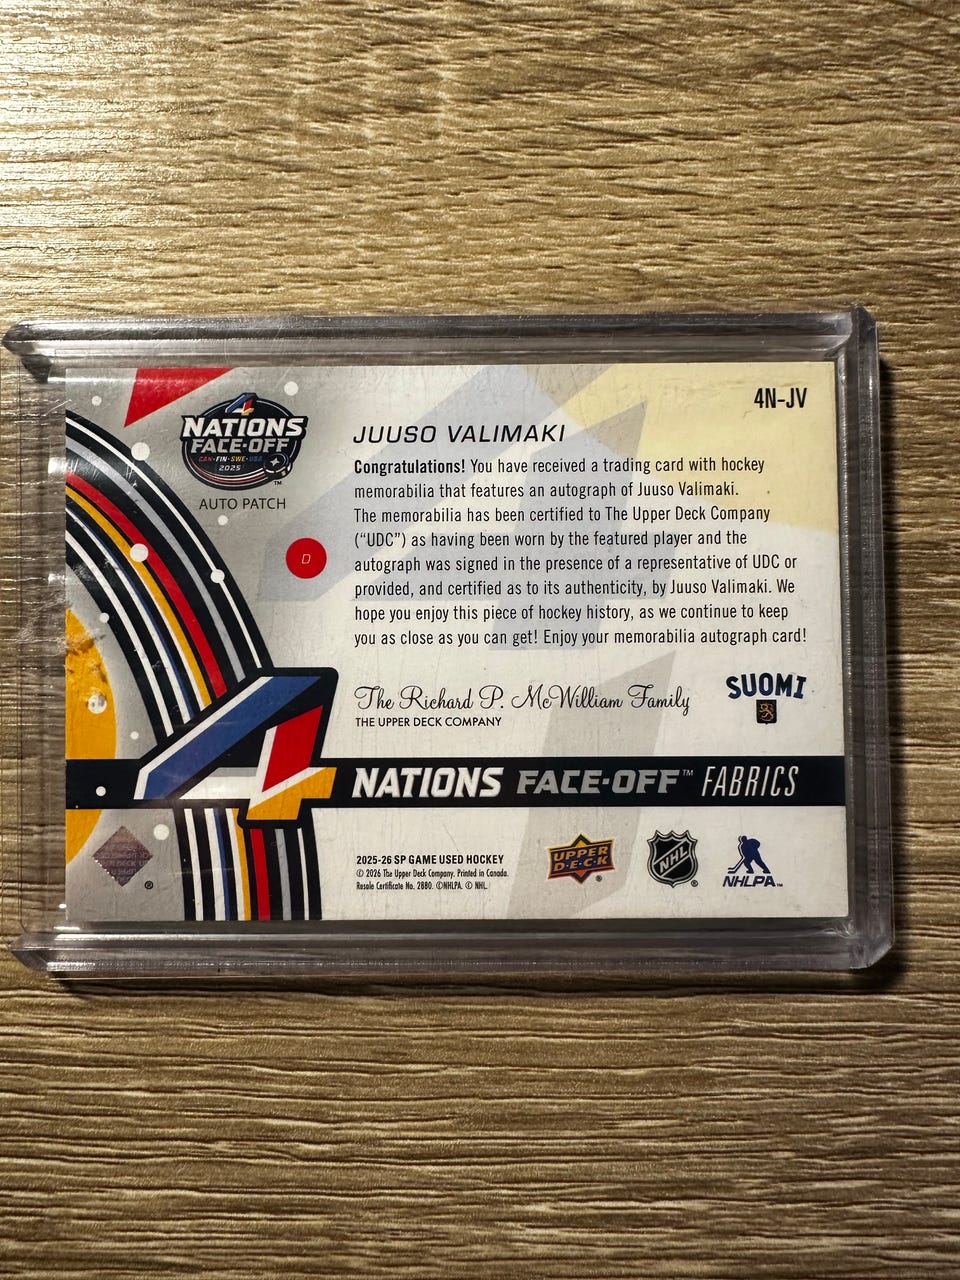 4N-JV
4
NATIONS
FACE-OFF
CAN•FIN•SWE•USA
2025
TM
AUTO PATCH
D
JUUSO VALIMAKI
Congratulations! You have received a trading card with hockey
memorabilia that features an autograph of Juuso Valimaki.
The memorabilia has been certified to The Upper Deck Company
(“UDC”) as having been worn by the featured player and the
autograph was signed in the presence of a representative of UDC or
provided, and certified as to its authenticity, by Juuso Valimaki. We
hope you enjoy this piece of hockey history, as we continue to keep
you as close as you can get! Enjoy your memorabilia autograph card!
The Richard P. McWilliam Family
THE UPPER DECK COMPANY
SUOMI
4 NATIONS FACE-OFF™ FABRICS
2025-26 SP GAME USED HOCKEY
© 2026 The Upper Deck Company. Printed in Canada.
Resale Certificate No. 2880. ©NHLPA. © NHL.
UPPER
D·E·C·K ®
NHL ®
NHLPA™
®